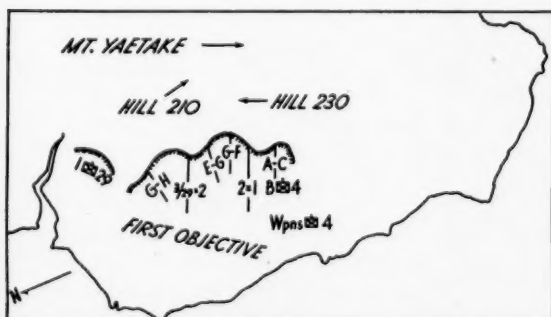 MT. YAETAKE
HILL 210
HILL 230
1 29
G-H
3/29=2
E-G
G-F
2=1
A-C
B 4
Wpns 4
FIRST OBJECTIVE
N